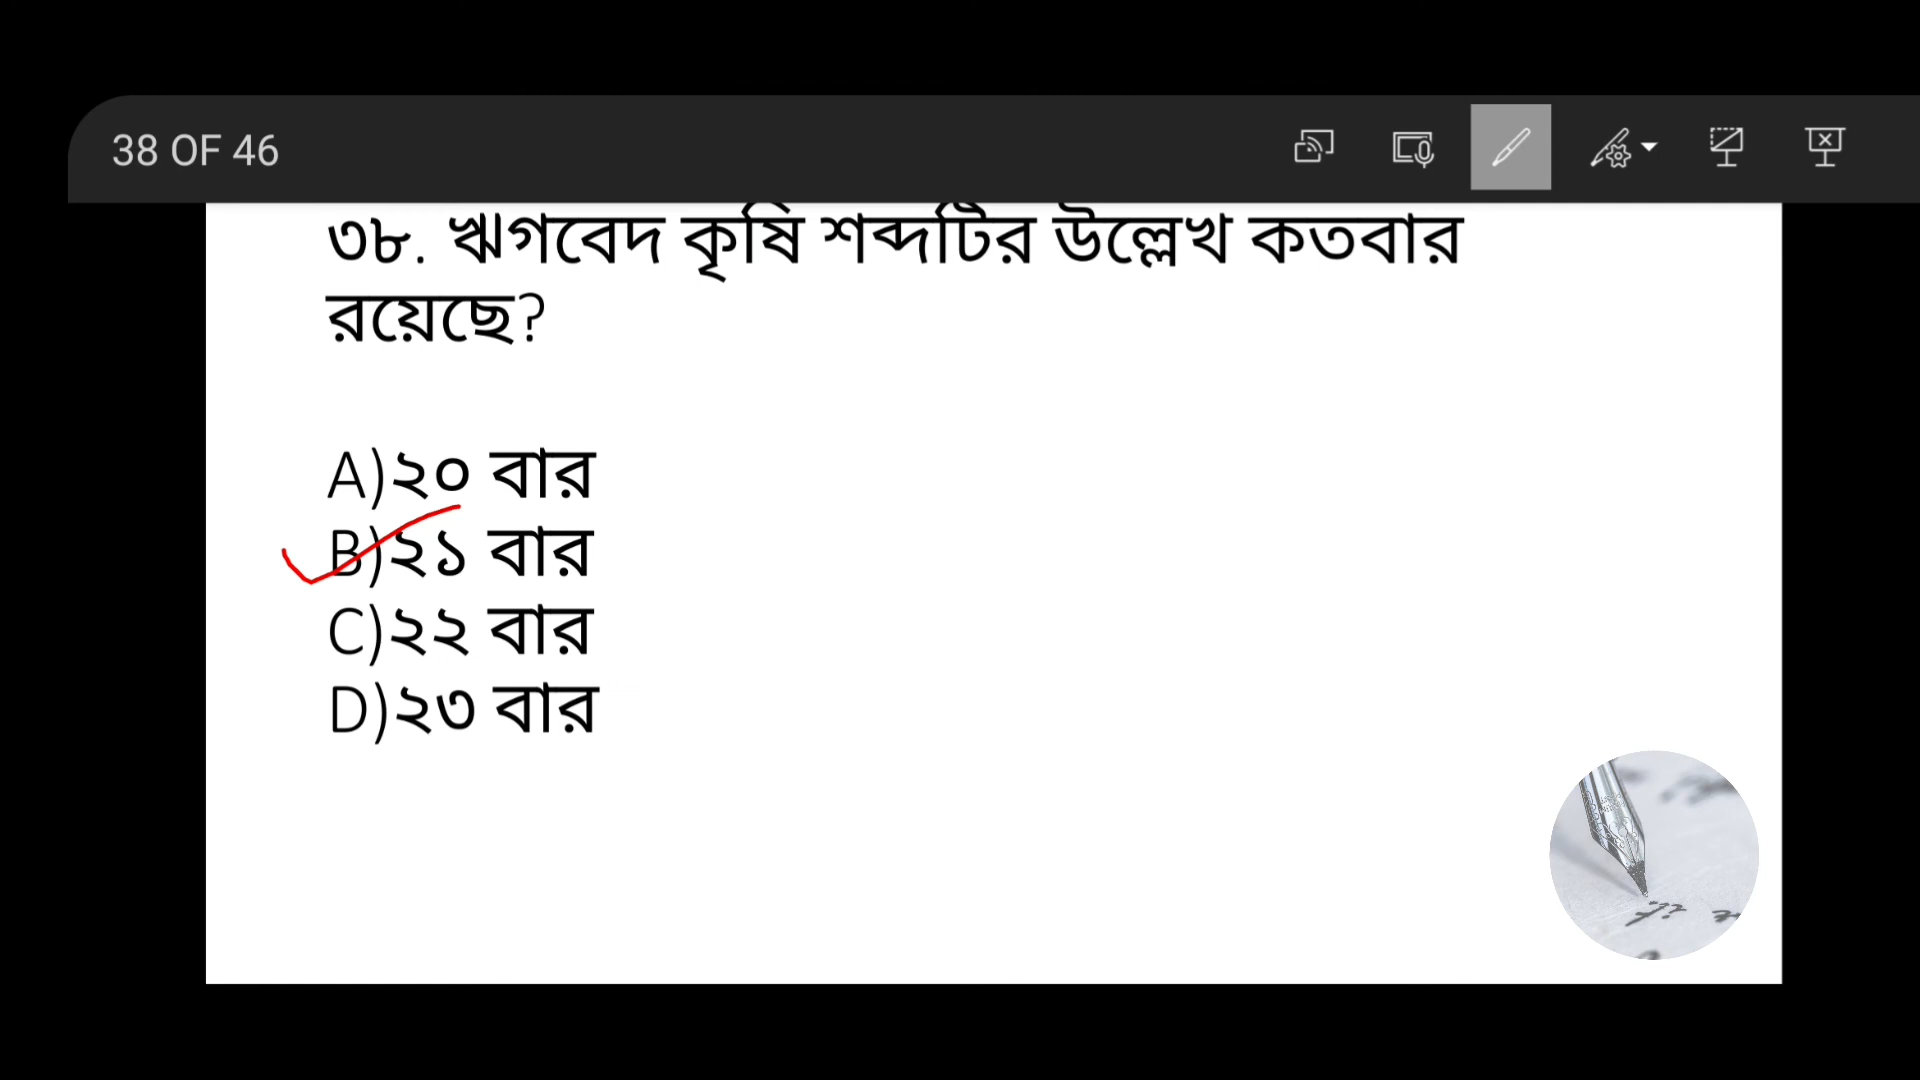 38 OF 46
৩৮. ঋগবেদ কৃষি শব্দটির উল্লেখ কতবার
রয়েছে?
A)২০ বার
B)২১ বার
C)২২ বার
D)২৩ বার